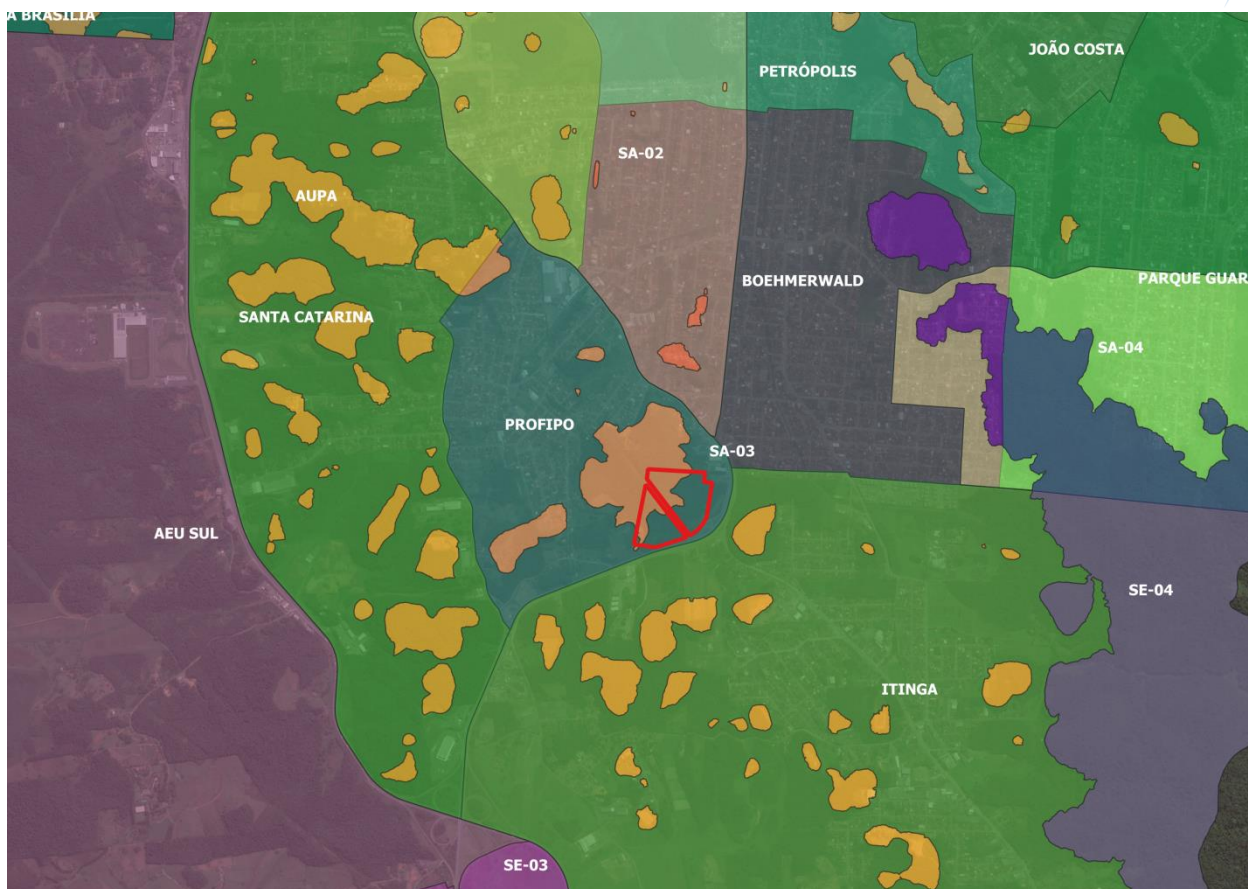 A BRASÍLIA
JOÃO COSTA
PETRÓPOLIS
SA-02
AUPA
BOEHMERWALD
PARQUE GUAR
SANTA CATARINA
SA-04
PROFIPO
SA-03
AEU SUL
SE-04
ITINGA
SE-03